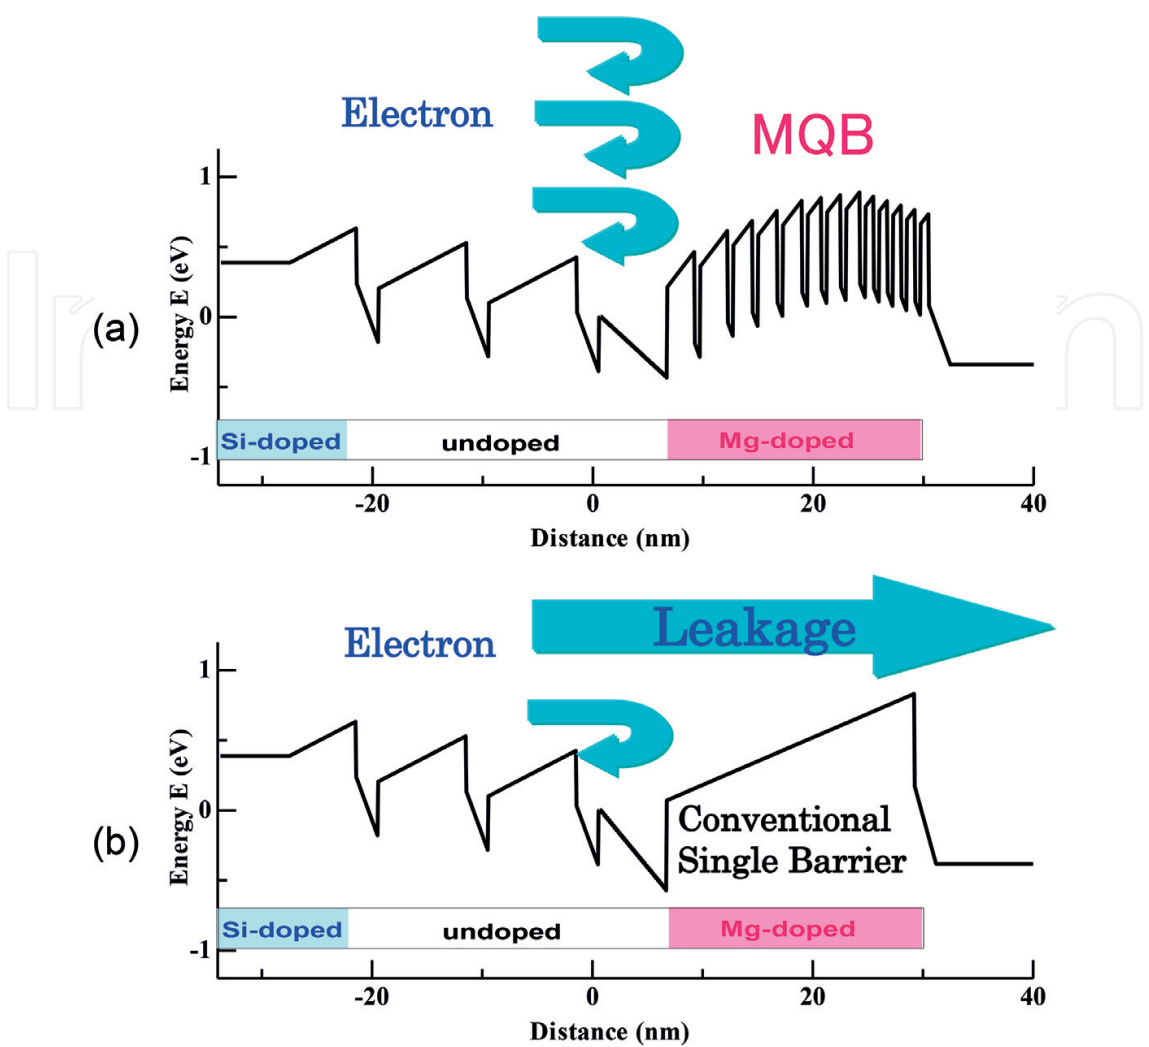 Electron
MQB
1
0
-1
Energy E (eV)
(a)
Si-doped
undoped
Mg-doped
-20
0
20
40
Distance (nm)
Leakage
Electron
1
0
-1
Energy E (eV)
(b)
Conventional
Single Barrier
Si-doped
undoped
Mg-doped
-20
0
20
40
Distance (nm)